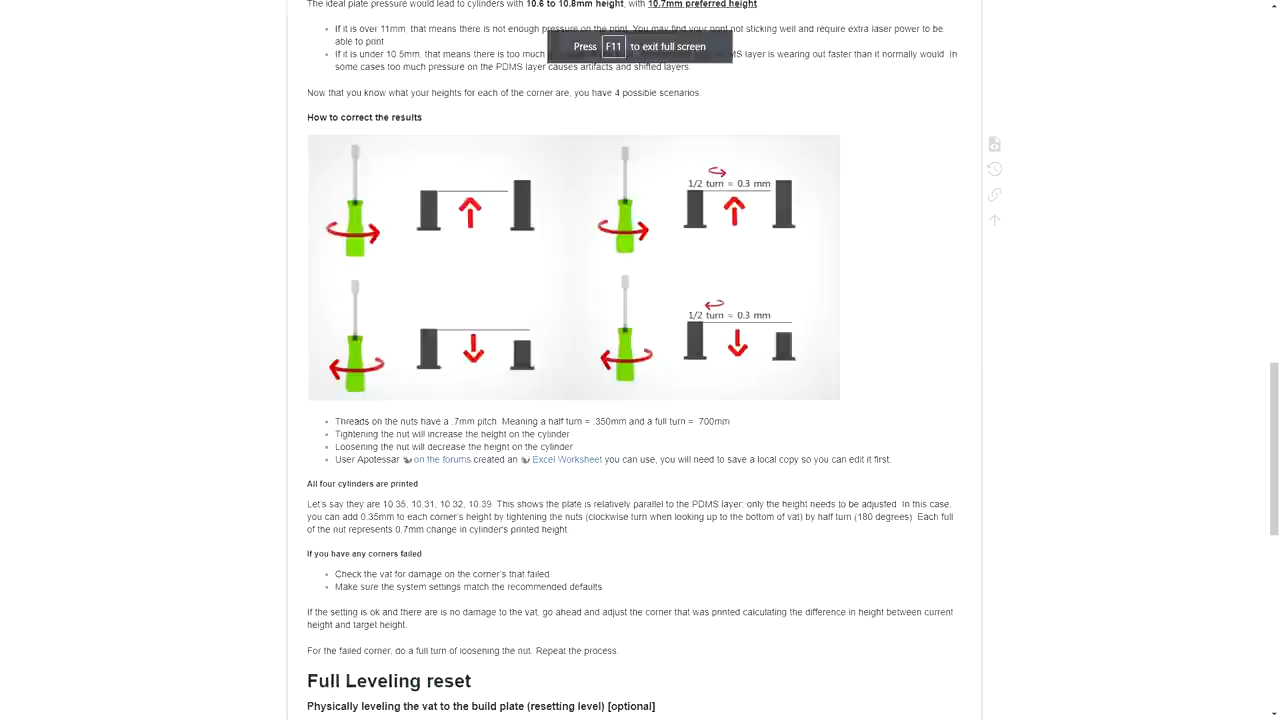 The ideal plate pressure would lead to cylinders with 10.6 to 10.8mm height, with 10.7mm preferred height.
If it is over 11mm, that means there is not enough pressure on the print. You may find your print not sticking well and require extra laser power to be
able to print
If it is under 10.5mm, that means there is too much MS layer is wearing out faster than it normally would In
some cases too much pressure on the PDMS layer causes artifacts and shifted layers.
Press F11 to exit full screen
Now that you know what your heights for each of the corner are, you have 4 possible scenarios.
How to correct the results
1/2 turn = 0.3 mm
1/2 turn = 0.3 mm
Threads on the nuts have a .7mm pitch Meaning a half turn = .350mm and a full turn = 700mm
Tightening the nut will increase the height on the cylinder
Loosening the nut will decrease the height on the cylinder
User Apotessar on the forums created an Excel Worksheet you can use, you will need to save a local copy so you can edit it first.
All four cylinders are printed
Let's say they are 10 35, 10.31, 10 32, 10.39. This shows the plate is relatively parallel to the PDMS layer: only the height needs to be adjusted In this case,
you can add 0.35mm to each corner's height by tightening the nuts (clockwise turn when looking up to the bottom of vat) by half turn (180 degrees) Each full
of the nut represents 0.7mm change in cylinder's printed height
If you have any corners failed
Check the vat for damage on the corner's that failed
Make sure the system settings match the recommended defaults
If the setting is ok and there are is no damage to the vat, go ahead and adjust the corner that was printed calculating the difference in height between current
height and target height.
For the failed corner, do a full turn of loosening the nut. Repeat the process.
Full Leveling reset
Physically leveling the vat to the build plate (resetting level) [optional]